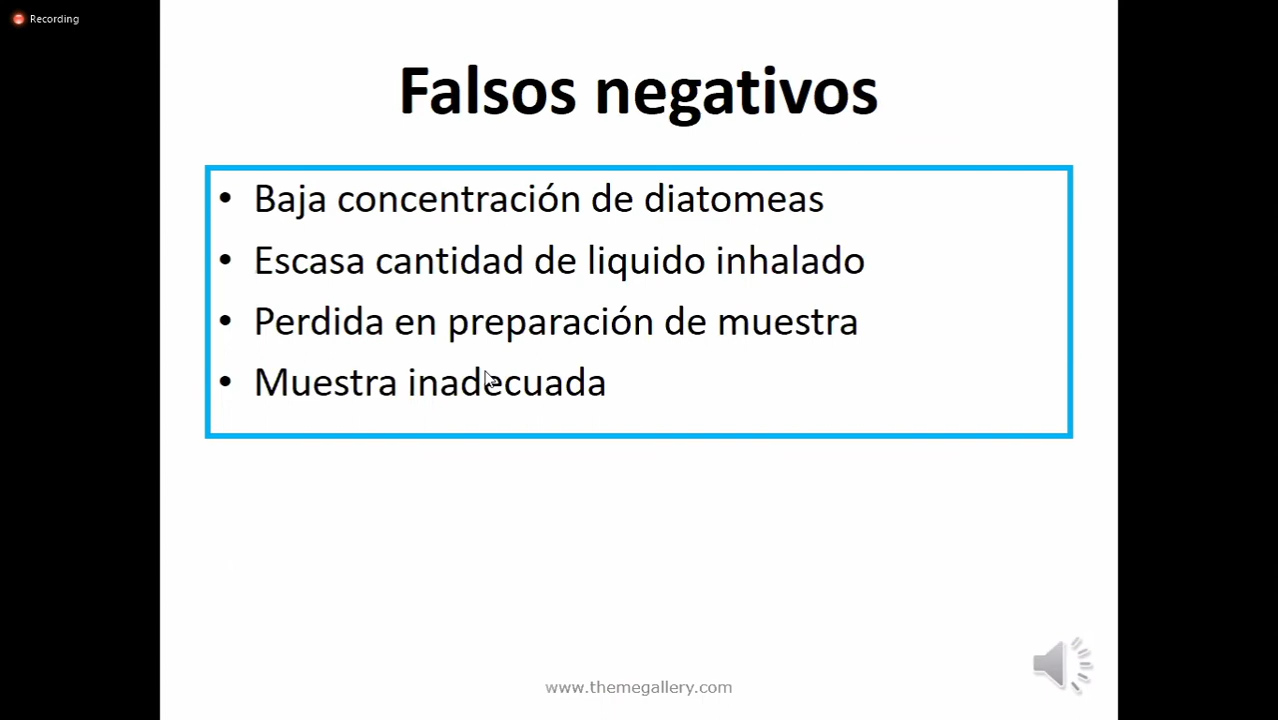 Recording
Falsos negativos
• Baja concentración de diatomeas
• Escasa cantidad de liquido inhalado
• Perdida en preparación de muestra
• Muestra inadecuada
www.themegallery.com